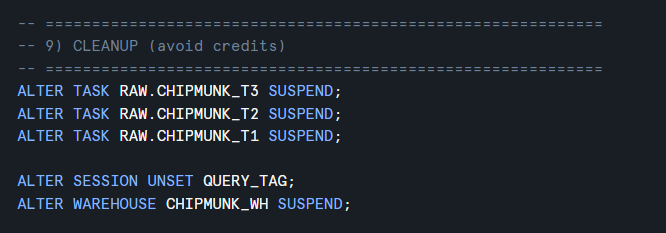 -- ============================================================
-- 9) CLEANUP (avoid credits)
-- ============================================================
ALTER TASK RAW.CHIPMUNK_T3 SUSPEND;
ALTER TASK RAW.CHIPMUNK_T2 SUSPEND;
ALTER TASK RAW.CHIPMUNK_T1 SUSPEND;
ALTER SESSION UNSET QUERY_TAG;
ALTER WAREHOUSE CHIPMUNK_WH SUSPEND;